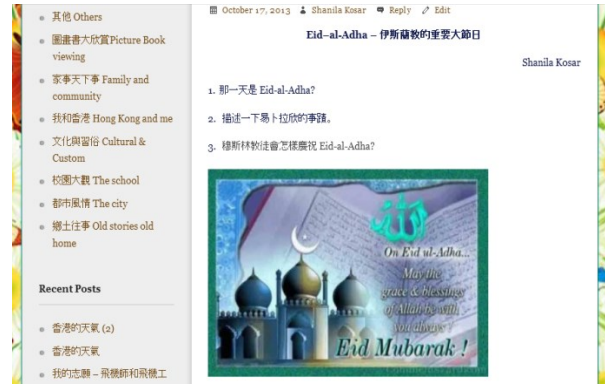 其他 Others
圖畫書大欣賞Picture Book
viewing
家事天下事 Family and
community
我和香港 Hong Kong and me
文化與習俗 Cultural &
Custom
校園大觀 The school
都市風情 The city
鄉土往事 Old stories old
home
Recent Posts
香港的天氣 (2)
香港的天氣
我的志願 – 飛機師和飛機工
October 17, 2013 Shanila Kosar Reply Edit
Eid–al-Adha – 伊斯蘭教的重要大節日
Shanila Kosar
1. 那一天是 Eid-al-Adha?
2. 描述一下易卜拉欣的事蹟。
3. 穆斯林教徒會怎樣慶祝 Eid-al-Adha?
الله
On Eid ul-Adha...
May the
grace & blessings
of Allah be with
you always !
Eid Mubarak !